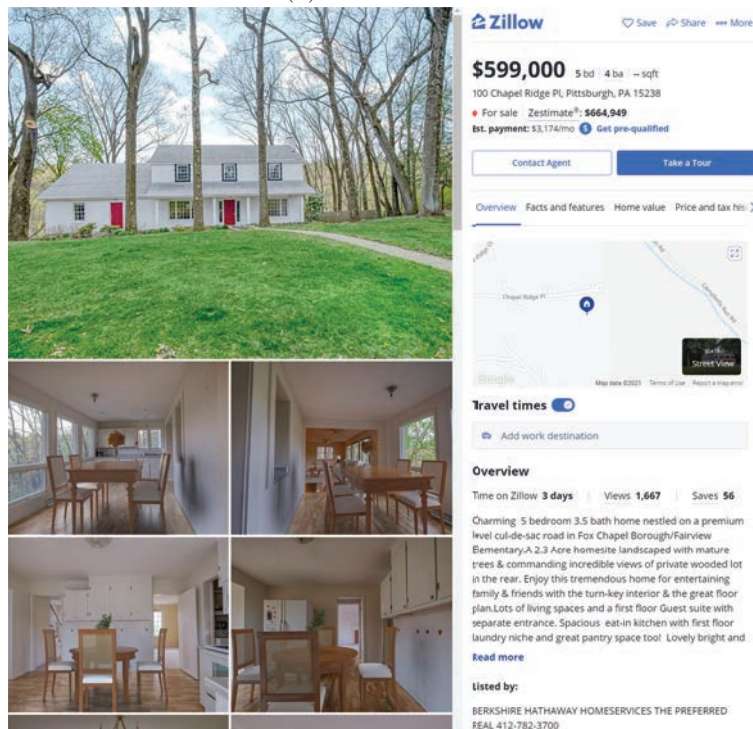 Zillow
Save Share More
$599,000 5 bd 4 ba -- sqft
100 Chapel Ridge Pl, Pittsburgh, PA 15238
For sale Zestimate®: $664,949
Est. payment: $3,174/mo $ Get pre-qualified
Contact Agent Take a Tour
Overview Facts and features Home value Price and tax his
Chapel Ridge Pl
Street View
Google
Map data ©2021 Terms of Use Report a map error
Travel times
Add work destination
Overview
Time on Zillow 3 days Views 1,667 Saves 56
Charming 5 bedroom 3.5 bath home nestled on a premium
level cul-de-sac road in Fox Chapel Borough/Fairview
Elementary.A 2.3 Acre homesite landscaped with mature
trees & commanding incredible views of private wooded lot
in the rear. Enjoy this tremendous home for entertaining
family & friends with the turn-key interior & the great floor
plan.Lots of living spaces and a first floor Guest suite with
separate entrance. Spacious eat-in kitchen with first floor
laundry niche and great pantry space too! Lovely bright and
Read more
Listed by:
BERKSHIRE HATHAWAY HOMESERVICES THE PREFERRED
REAL 412-782-3700